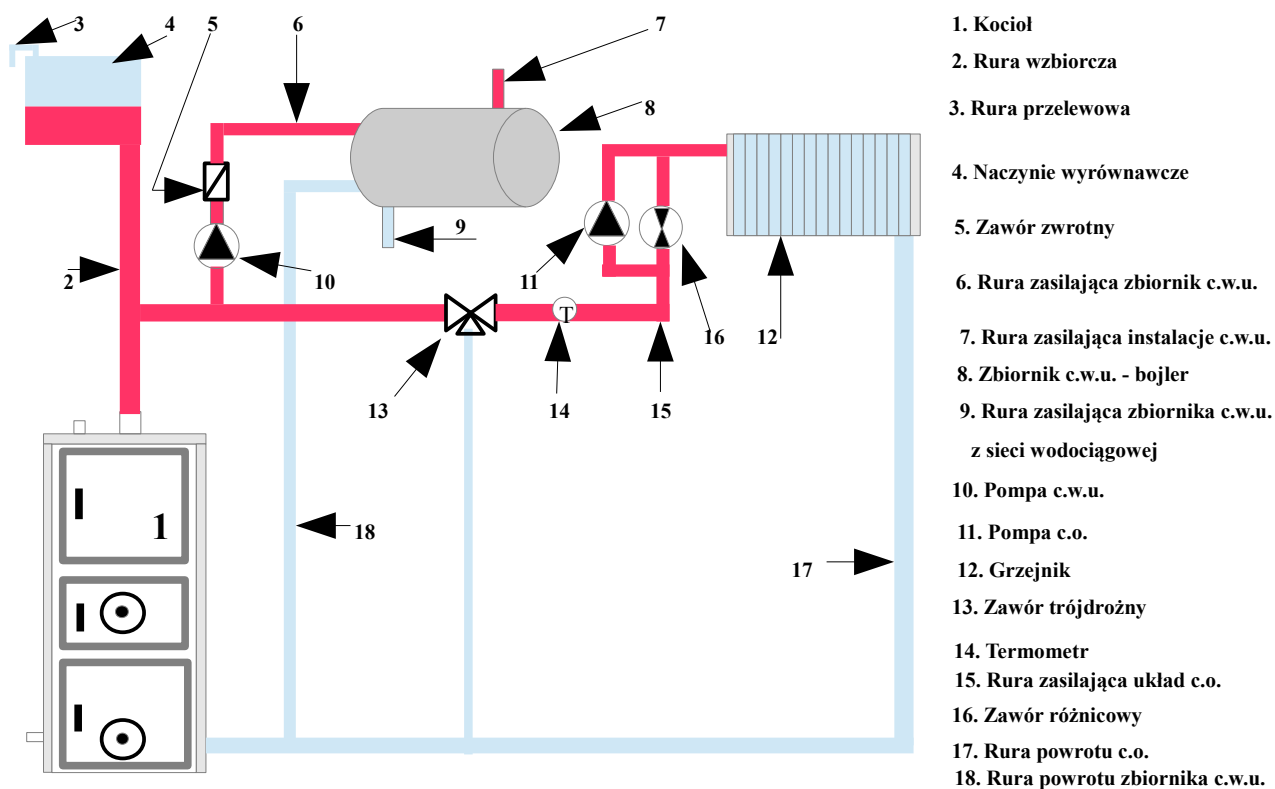 3
4
5
6
7
8
9
2
10
11
16
12
13
14
15
1
18
17
T
1. Kocioł
2. Rura wzbiorcza
3. Rura przelewowa
4. Naczynie wyrównawcze
5. Zawór zwrotny
6. Rura zasilająca zbiornik c.w.u.
7. Rura zasilająca instalacje c.w.u.
8. Zbiornik c.w.u. - bojler
9. Rura zasilająca zbiornika c.w.u.
z sieci wodociągowej
10. Pompa c.w.u.
11. Pompa c.o.
12. Grzejnik
13. Zawór trójdrożny
14. Termometr
15. Rura zasilająca układ c.o.
16. Zawór różnicowy
17. Rura powrotu c.o.
18. Rura powrotu zbiornika c.w.u.